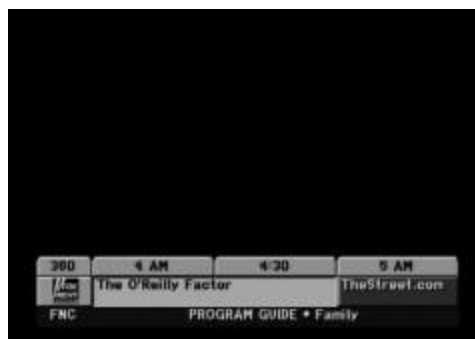 360 4 AM 4:30 5 AM
The O'Reilly Factor TheStreet.com
FNC PROGRAM GUIDE • Family